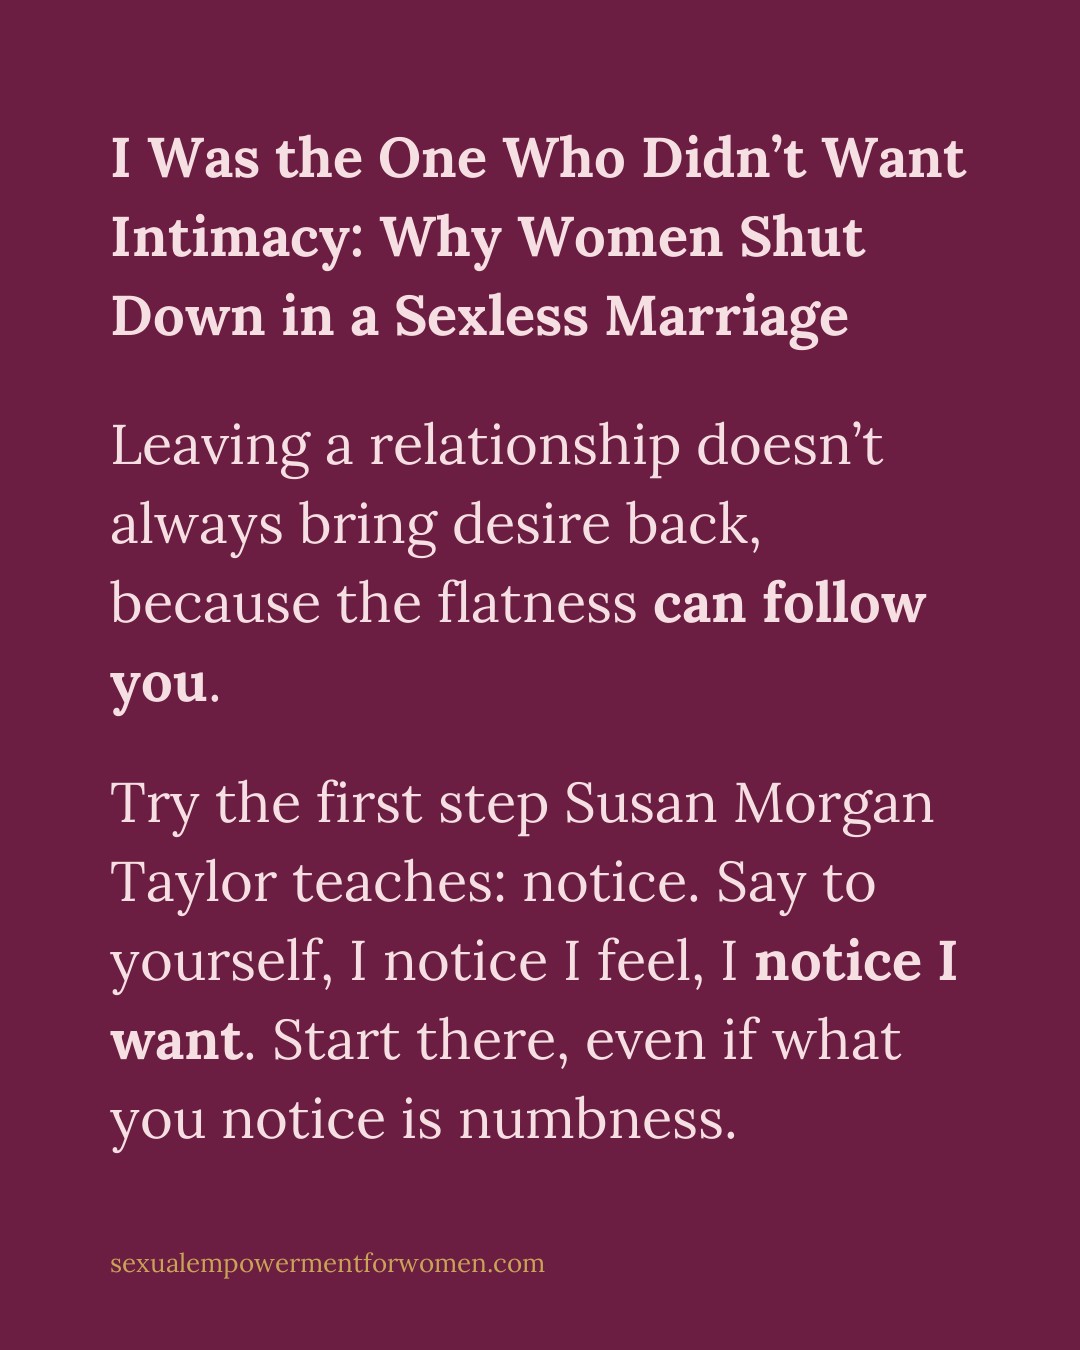 I Was the One Who Didn’t Want
Intimacy: Why Women Shut
Down in a Sexless Marriage
Leaving a relationship doesn’t
always bring desire back,
because the flatness can follow
you.
Try the first step Susan Morgan
Taylor teaches: notice. Say to
yourself, I notice I feel, I notice I
want. Start there, even if what
you notice is numbness.
sexualempowermentforwomen.com